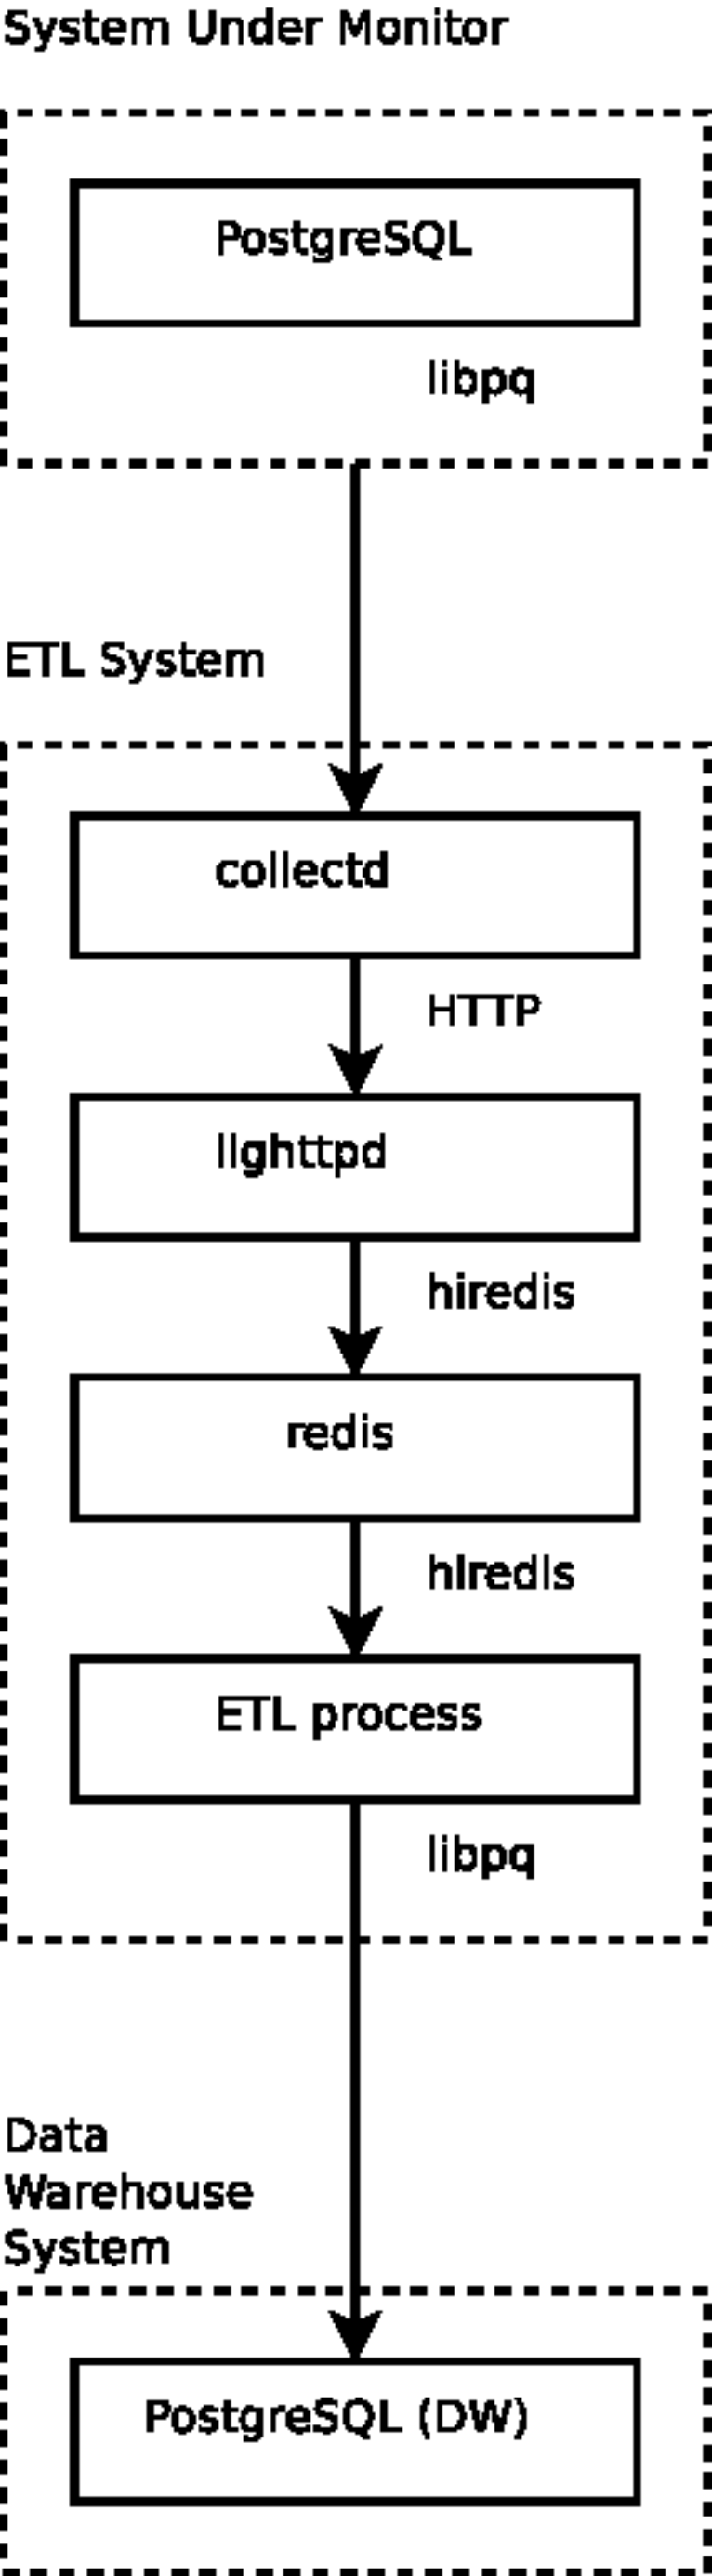 System Under Monitor
PostgreSQL
libpq
ETL System
collectd
HTTP
lighttpd
hiredis
redis
hiredis
ETL process
libpq
Data
Warehouse
System
PostgreSQL (DW)